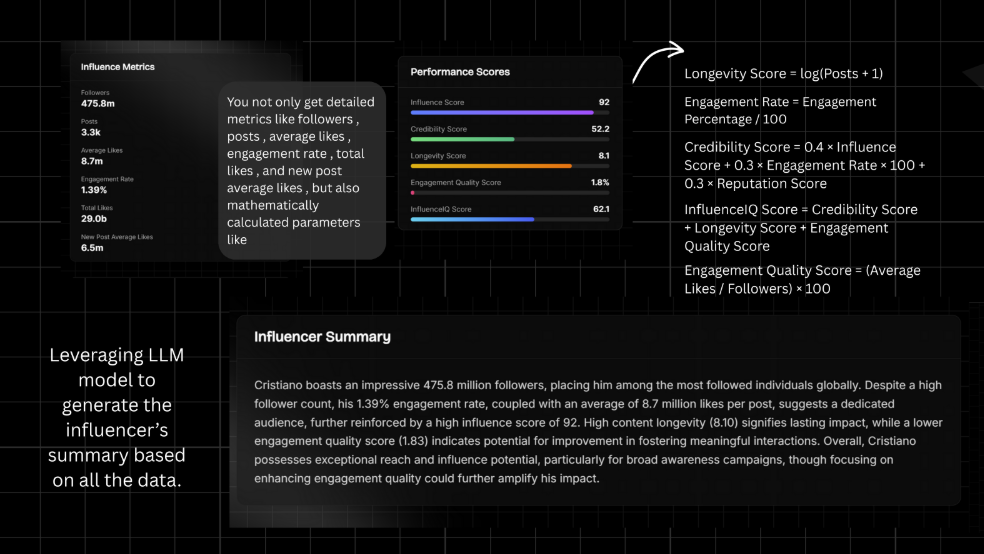 Influence Metrics
Followers
475.8m
Posts
3.3k
Average Likes
8.7m
Engagement Rate
1.39%
Total Likes
29.0b
New Post Average Likes
6.5m
You not only get detailed
metrics like followers ,
posts , average likes ,
engagement rate , total
likes , and new post
average likes , but also
mathematically
calculated parameters
like
Performance Scores
Influence Score 92
Credibility Score 52.2
Longevity Score 8.1
Engagement Quality Score 1.8%
InfluenceIQ Score 62.1
Longevity Score = log(Posts + 1)
Engagement Rate = Engagement
Percentage / 100
Credibility Score = 0.4 × Influence
Score + 0.3 × Engagement Rate × 100 +
0.3 × Reputation Score
InfluenceIQ Score = Credibility Score
+ Longevity Score + Engagement
Quality Score
Engagement Quality Score = (Average
Likes / Followers) × 100
Leveraging LLM
model to
generate the
influencer’s
summary based
on all the data.
Influencer Summary
Cristiano boasts an impressive 475.8 million followers, placing him among the most followed individuals globally. Despite a high
follower count, his 1.39% engagement rate, coupled with an average of 8.7 million likes per post, suggests a dedicated
audience, further reinforced by a high influence score of 92. High content longevity (8.10) signifies lasting impact, while a lower
engagement quality score (1.83) indicates potential for improvement in fostering meaningful interactions. Overall, Cristiano
possesses exceptional reach and influence potential, particularly for broad awareness campaigns, though focusing on
enhancing engagement quality could further amplify his impact.